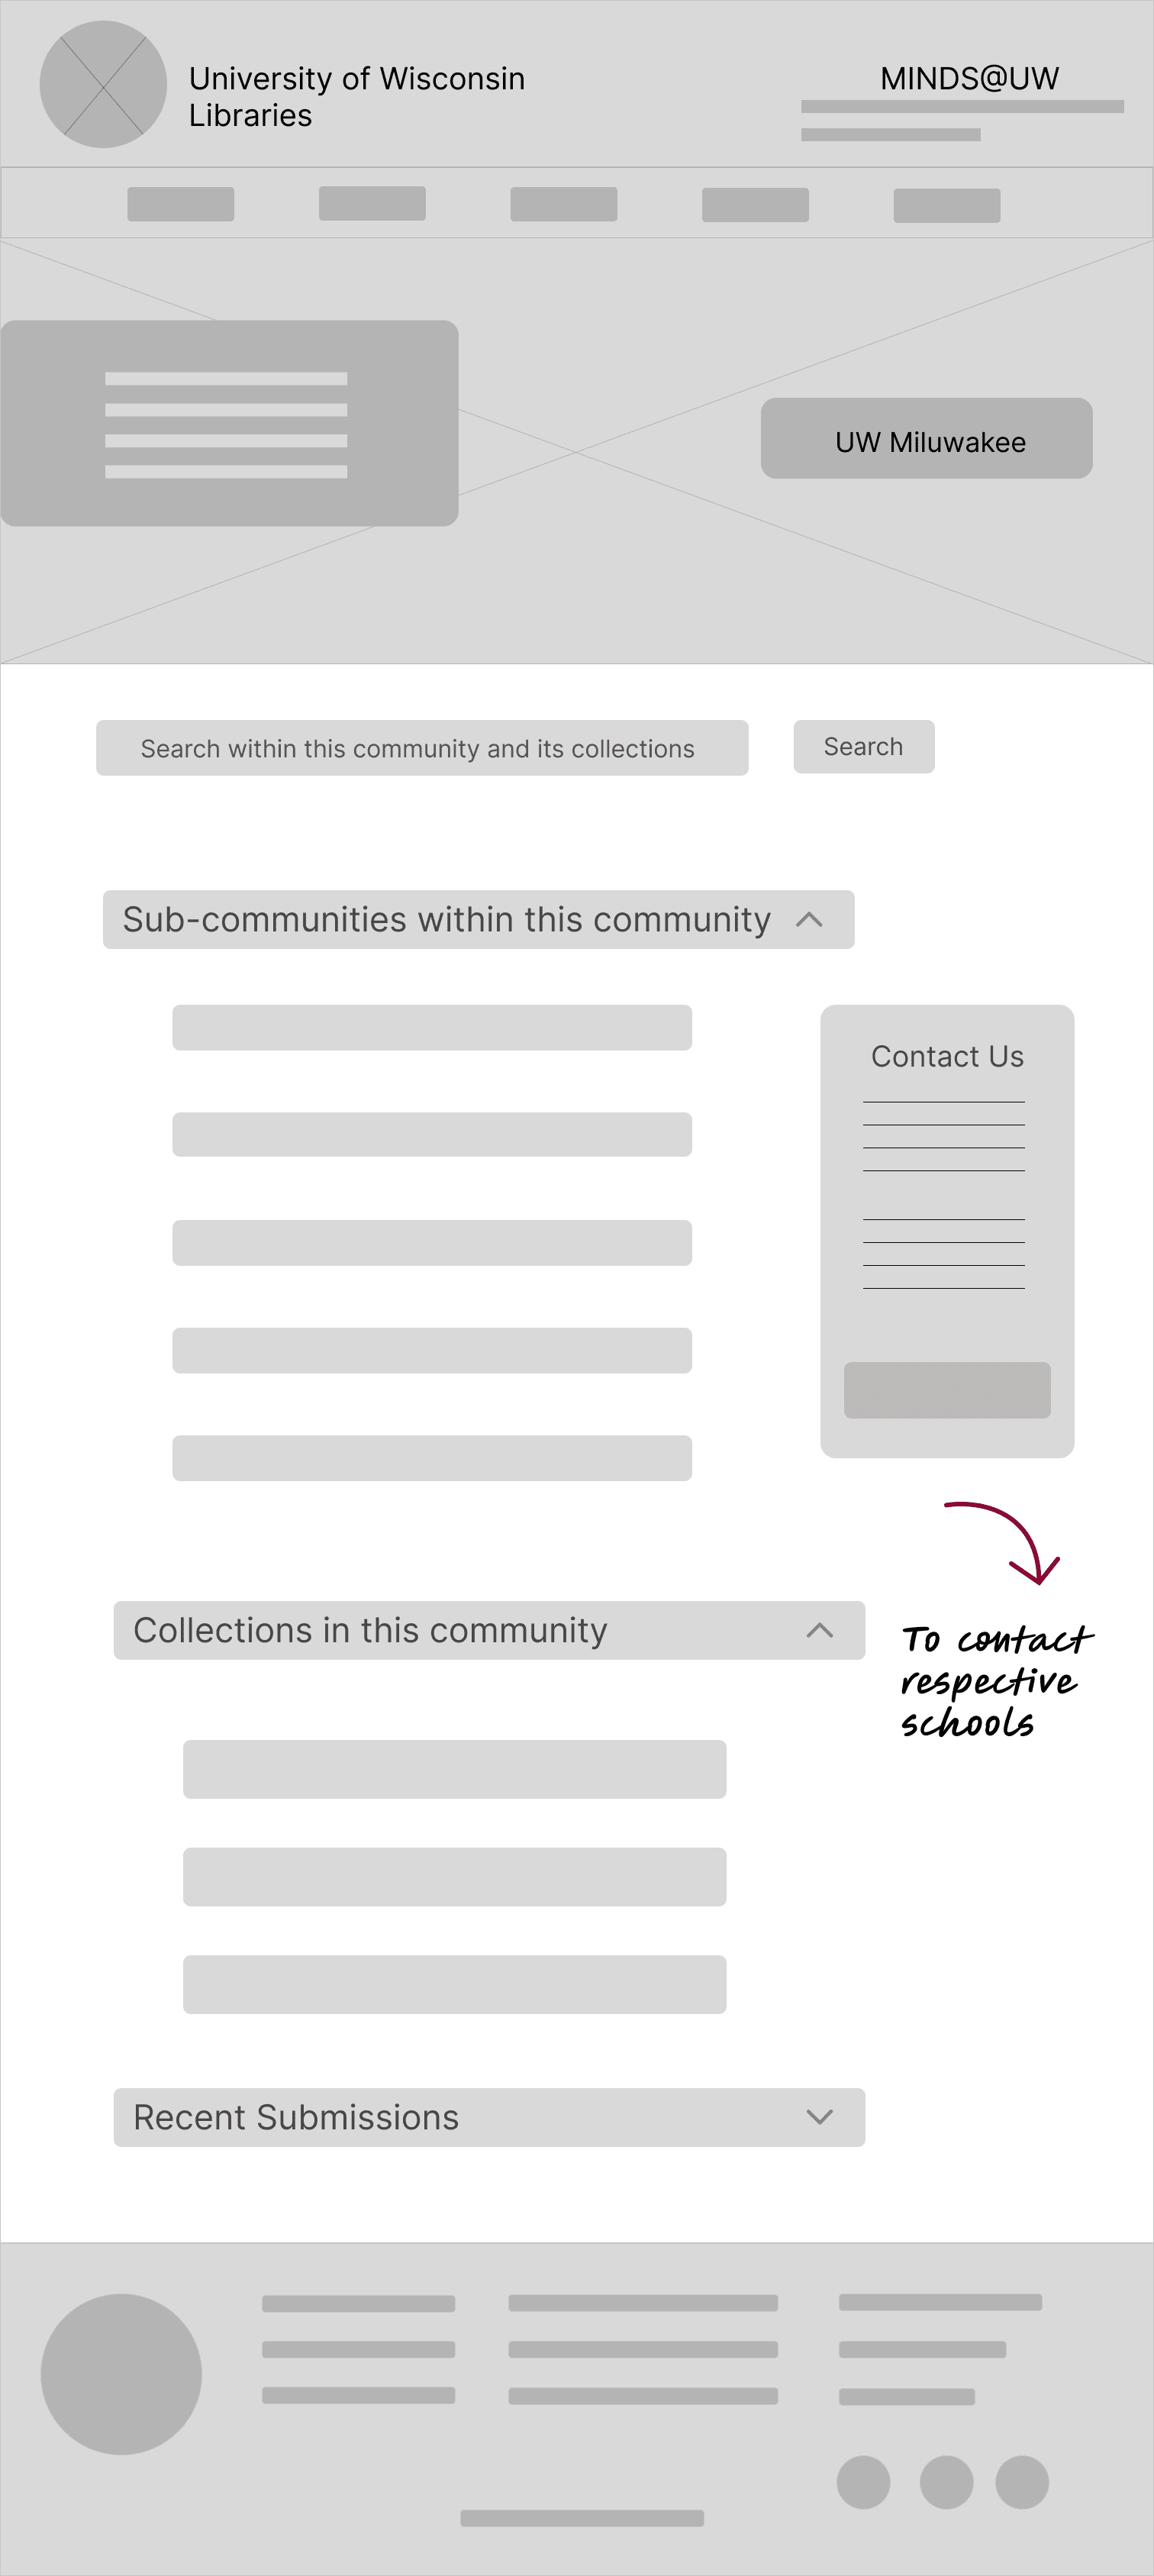 University of Wisconsin
Libraries
MINDS@UW
UW Miluwakee
Search within this community and its collections
Search
Sub-communities within this community
Contact Us
Collections in this community
To contact
respective
schools
Recent Submissions